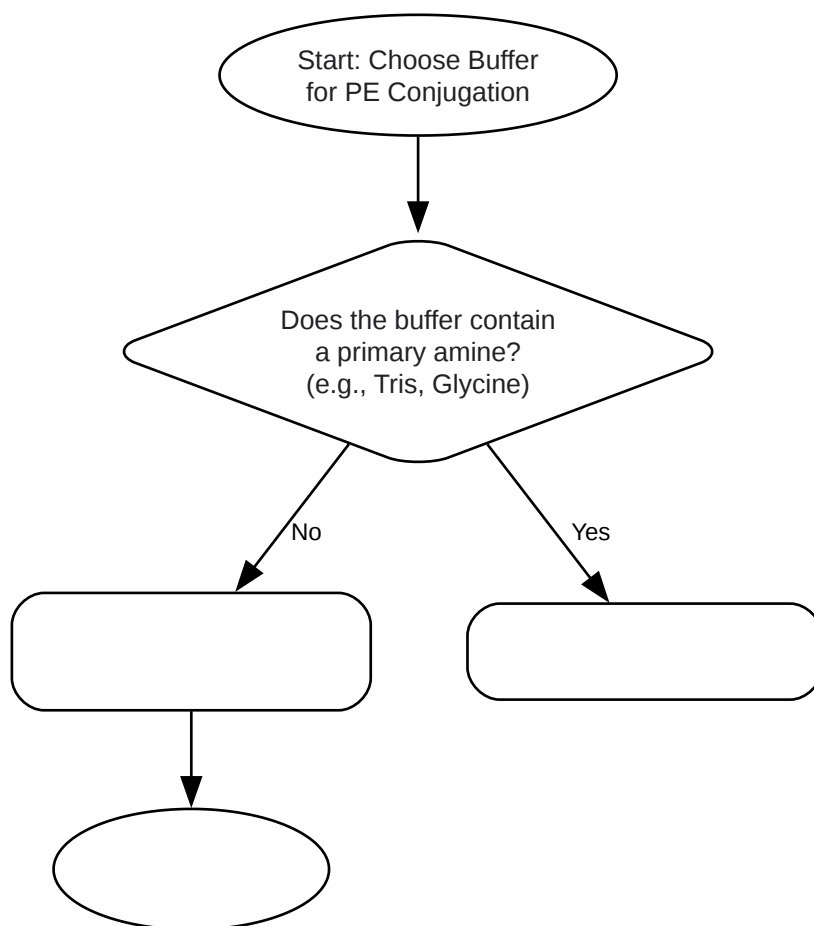 Start: Choose Buffer
for PE Conjugation
Does the buffer contain
a primary amine?
(e.g., Tris, Glycine)
No
Yes